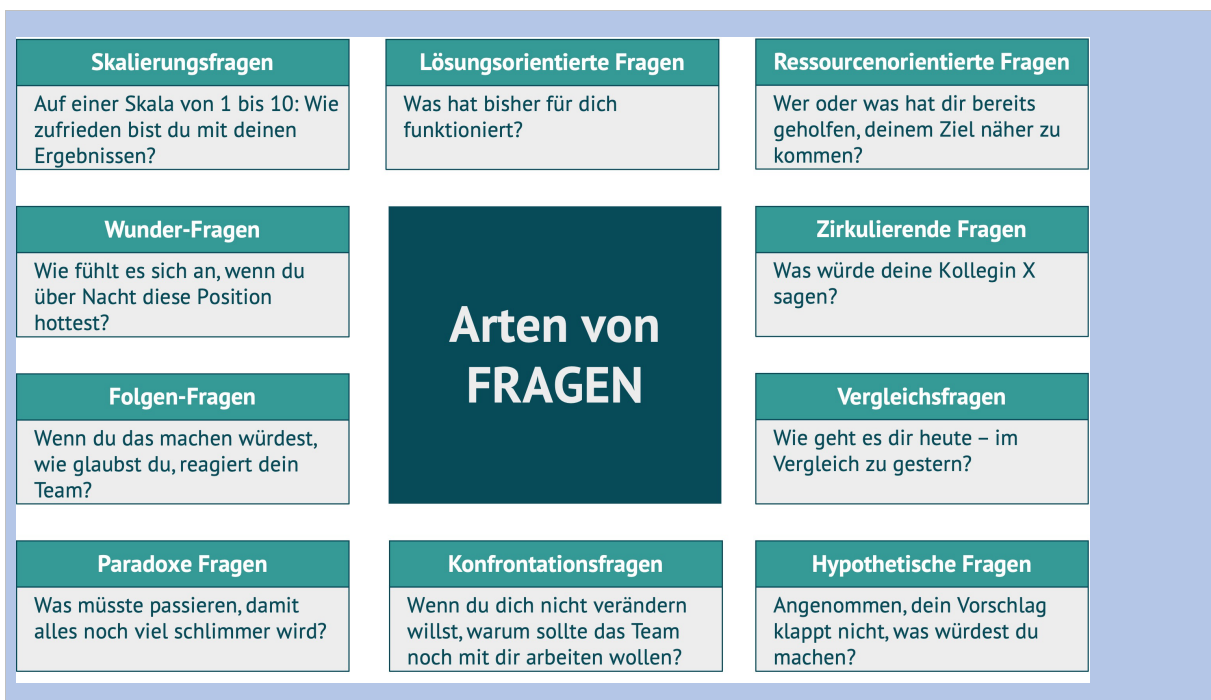 Skalierungsfragen
Auf einer Skala von 1 bis 10: Wie
zufrieden bist du mit deinen
Ergebnissen?
Lösungsorientierte Fragen
Was hat bisher für dich
funktioniert?
Ressourcenorientierte Fragen
Wer oder was hat dir bereits
geholfen, deinem Ziel näher zu
kommen?
Wunder-Fragen
Wie fühlt es sich an, wenn du
über Nacht diese Position
hottest?
Arten von
FRAGEN
Zirkulierende Fragen
Was würde deine Kollegin X
sagen?
Folgen-Fragen
Wenn du das machen würdest,
wie glaubst du, reagiert dein
Team?
Vergleichsfragen
Wie geht es dir heute – im
Vergleich zu gestern?
Paradoxe Fragen
Was müsste passieren, damit
alles noch viel schlimmer wird?
Konfrontationsfragen
Wenn du dich nicht verändern
willst, warum sollte das Team
noch mit dir arbeiten wollen?
Hypothetische Fragen
Angenommen, dein Vorschlag
klappt nicht, was würdest du
machen?